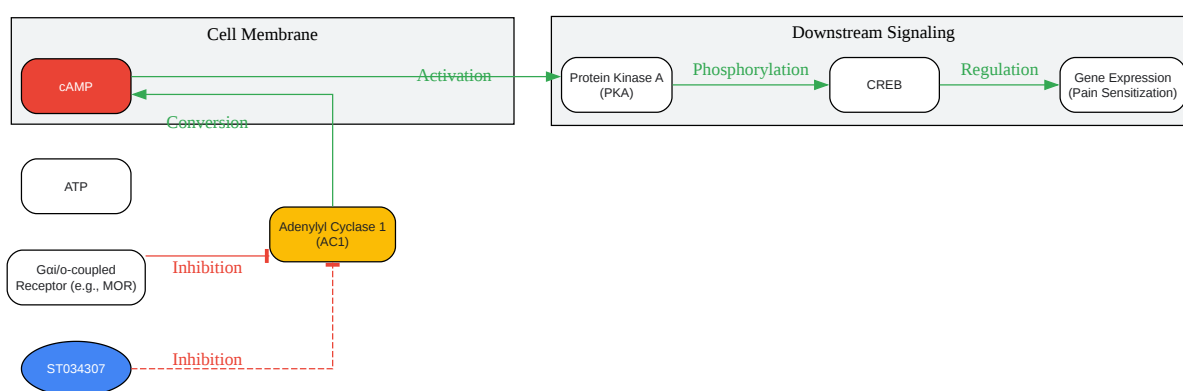 Cell Membrane
Downstream Signaling
cAMP
Activation
Protein Kinase A
(PKA)
Phosphorylation
CREB
Regulation
Gene Expression
(Pain Sensitization)
Conversion
ATP
Adenylyl Cyclase 1
(AC1)
Gαi/o-coupled
Receptor (e.g., MOR)
Inhibition
ST034307
Inhibition